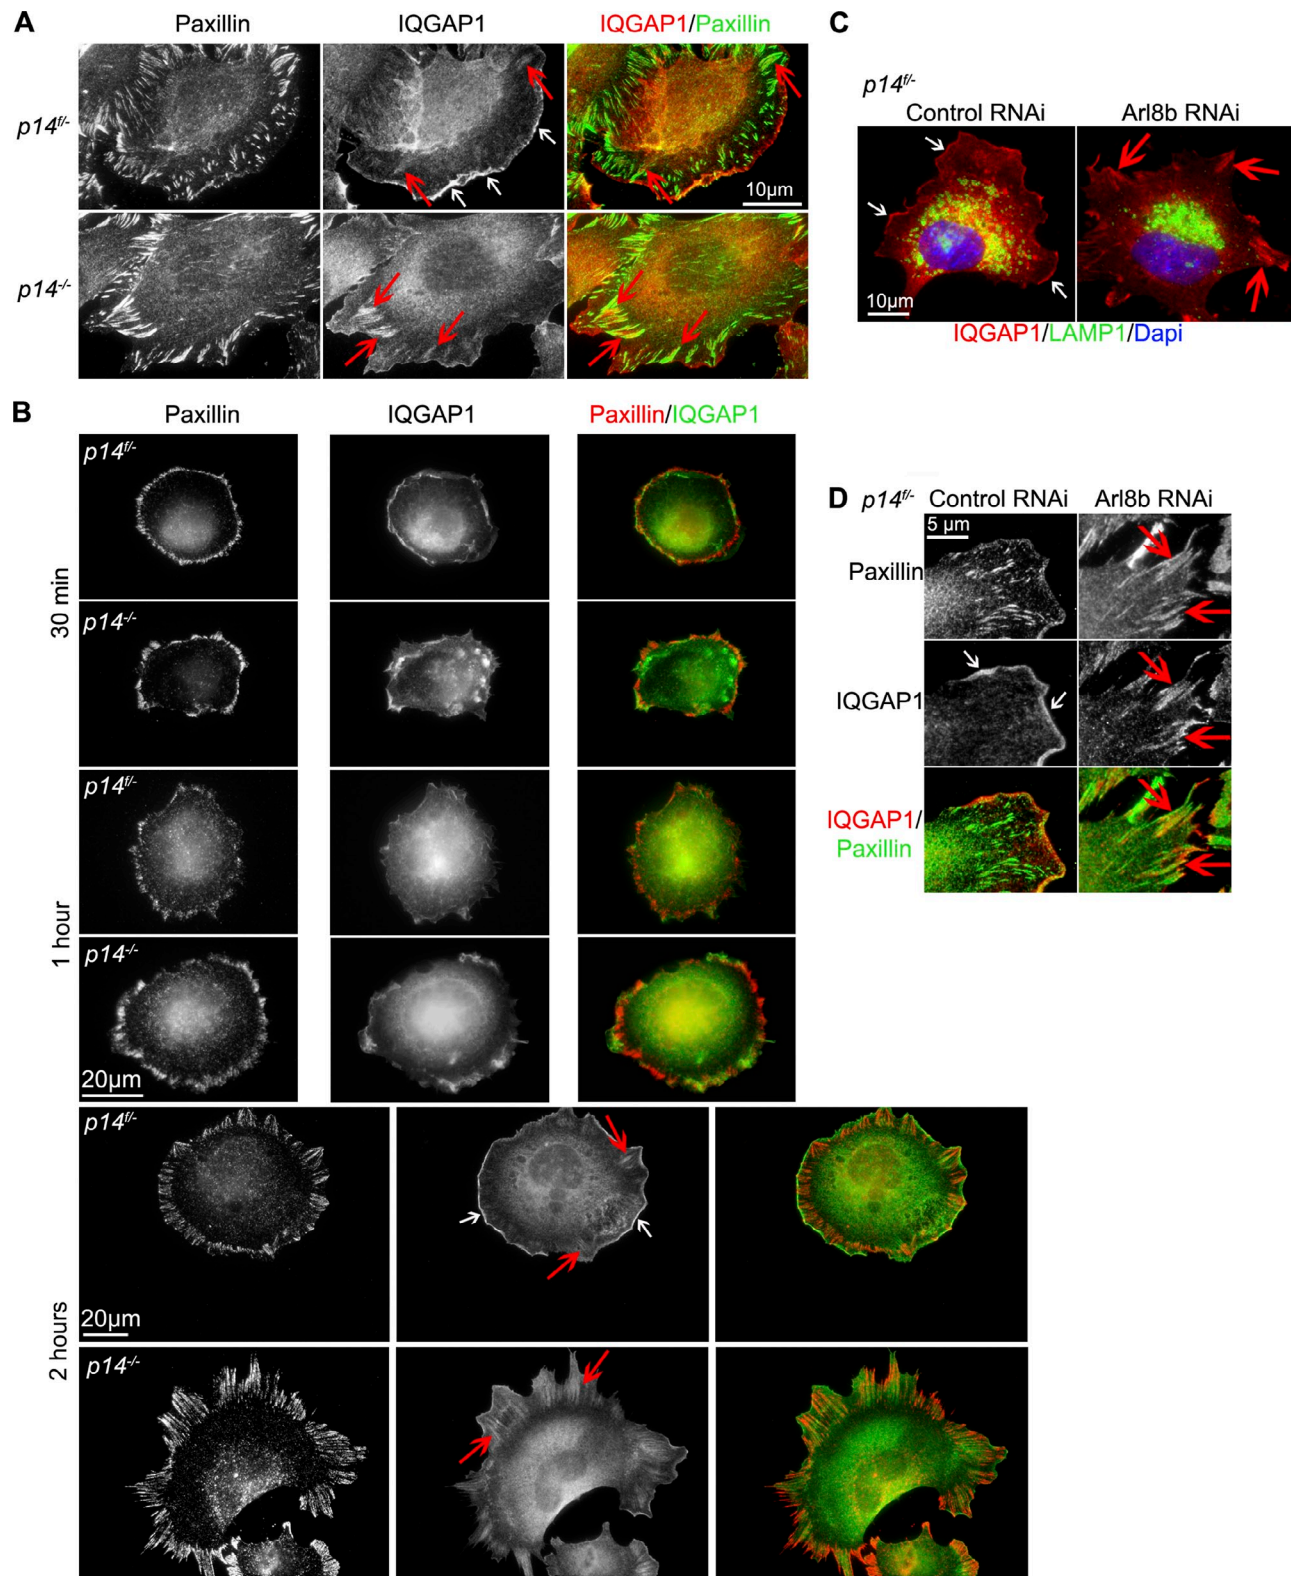 A Paxillin IQGAP1 IQGAP1/Paxillin
p14f/-
10µm
p14-/-
C
p14f/-
Control RNAi Arl8b RNAi
10µm
IQGAP1/LAMP1/Dapi
B Paxillin IQGAP1 Paxillin/IQGAP1
30 min
p14f/-
p14-/-
1 hour
p14f/-
p14-/-
20µm
2 hours
p14f/-
20µm
p14-/-
D p14f/- Control RNAi Arl8b RNAi
5 µm
Paxillin
IQGAP1
IQGAP1/
Paxillin